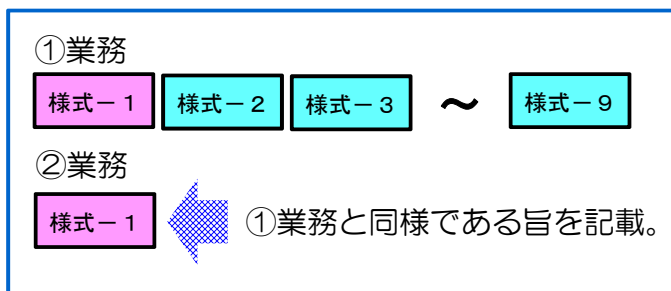 ①業務
様式－１ 様式－２ 様式－３ ～ 様式－９
②業務
様式－１ ①業務と同様である旨を記載。